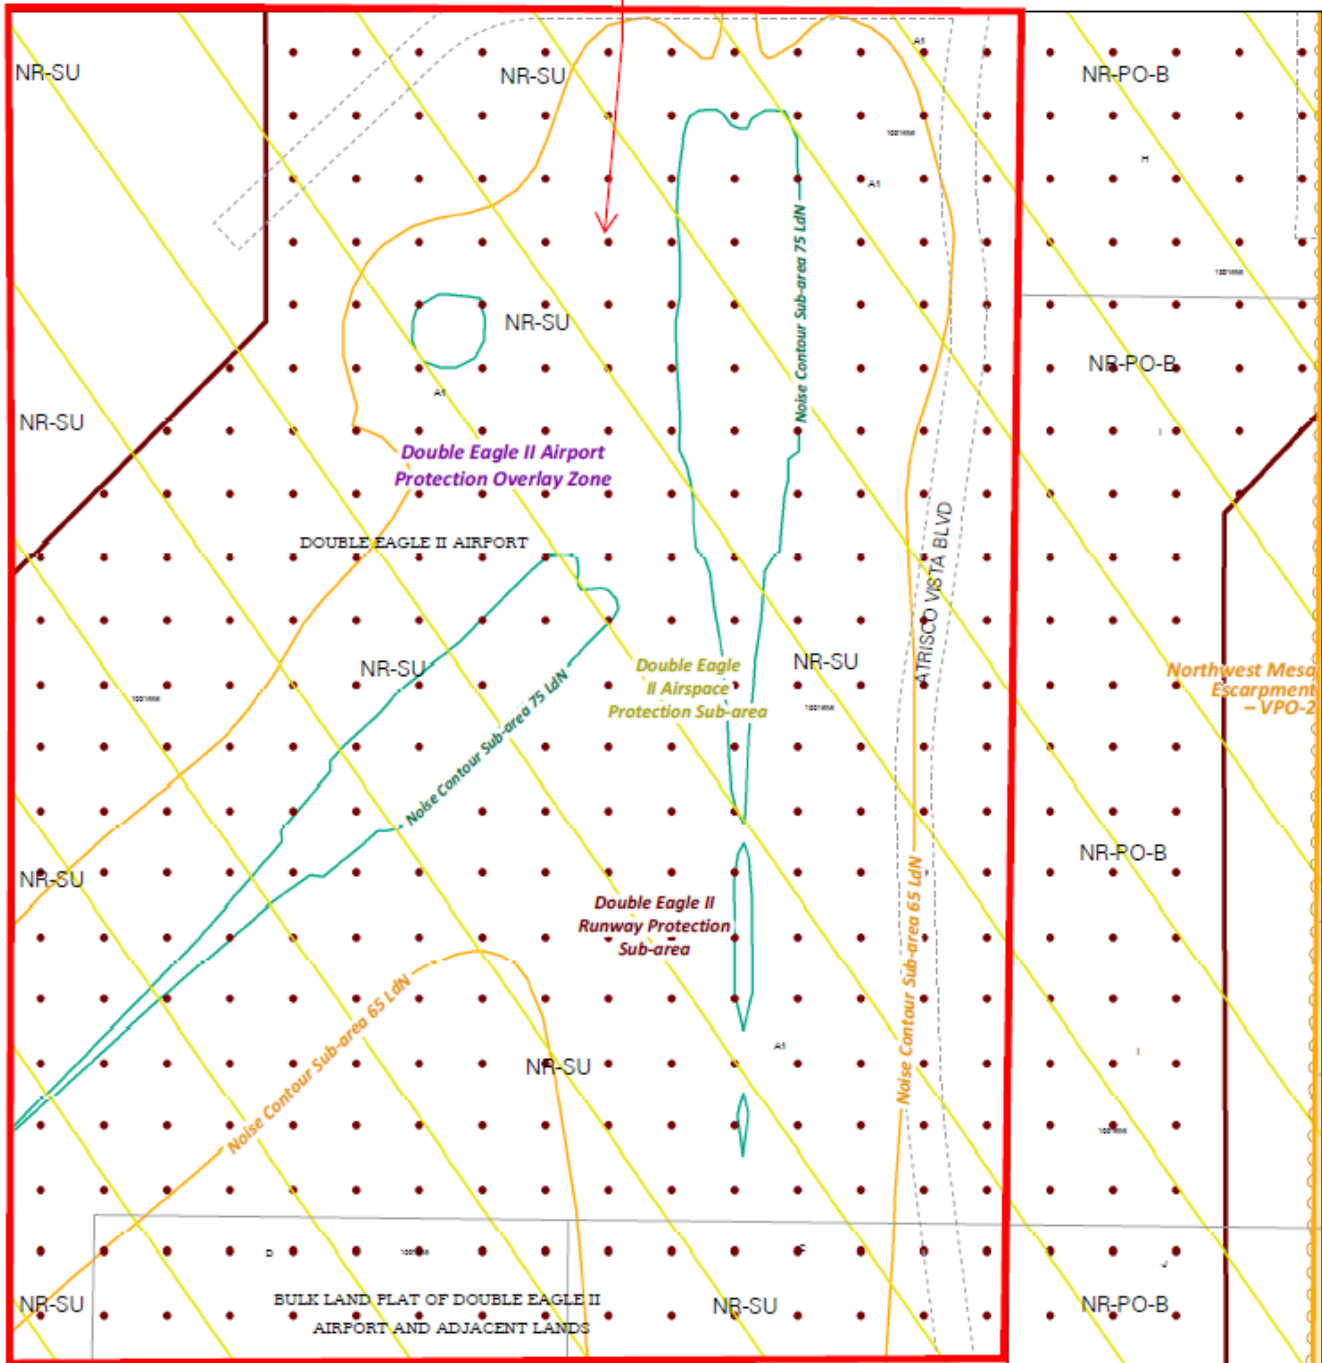 NR-SU
NR-SU
A1
NR-PO-B
H
A1
NR-SU
Noise Contour Sub-area 75 LdN
NR-PO-B
A1
NR-SU
Double Eagle II Airport
Protection Overlay Zone
DOUBLE EAGLE II AIRPORT
ATRISCO VISTA BLVD
NR-SU
Noise Contour Sub-area 75 LdN
Double Eagle
II Airspace
Protection Sub-area
NR-SU
Northwest Mesa
Escarpment
– VPO-2
NR-SU
NR-PO-B
Double Eagle II
Runway Protection
Sub-area
Noise Contour Sub-area 65 LdN
Noise Contour Sub-area 65 LdN
A1
I
NR-SU
D
C
J
NR-SU
BULK LAND PLAT OF DOUBLE EAGLE II
AIRPORT AND ADJACENT LANDS
NR-SU
NR-PO-B